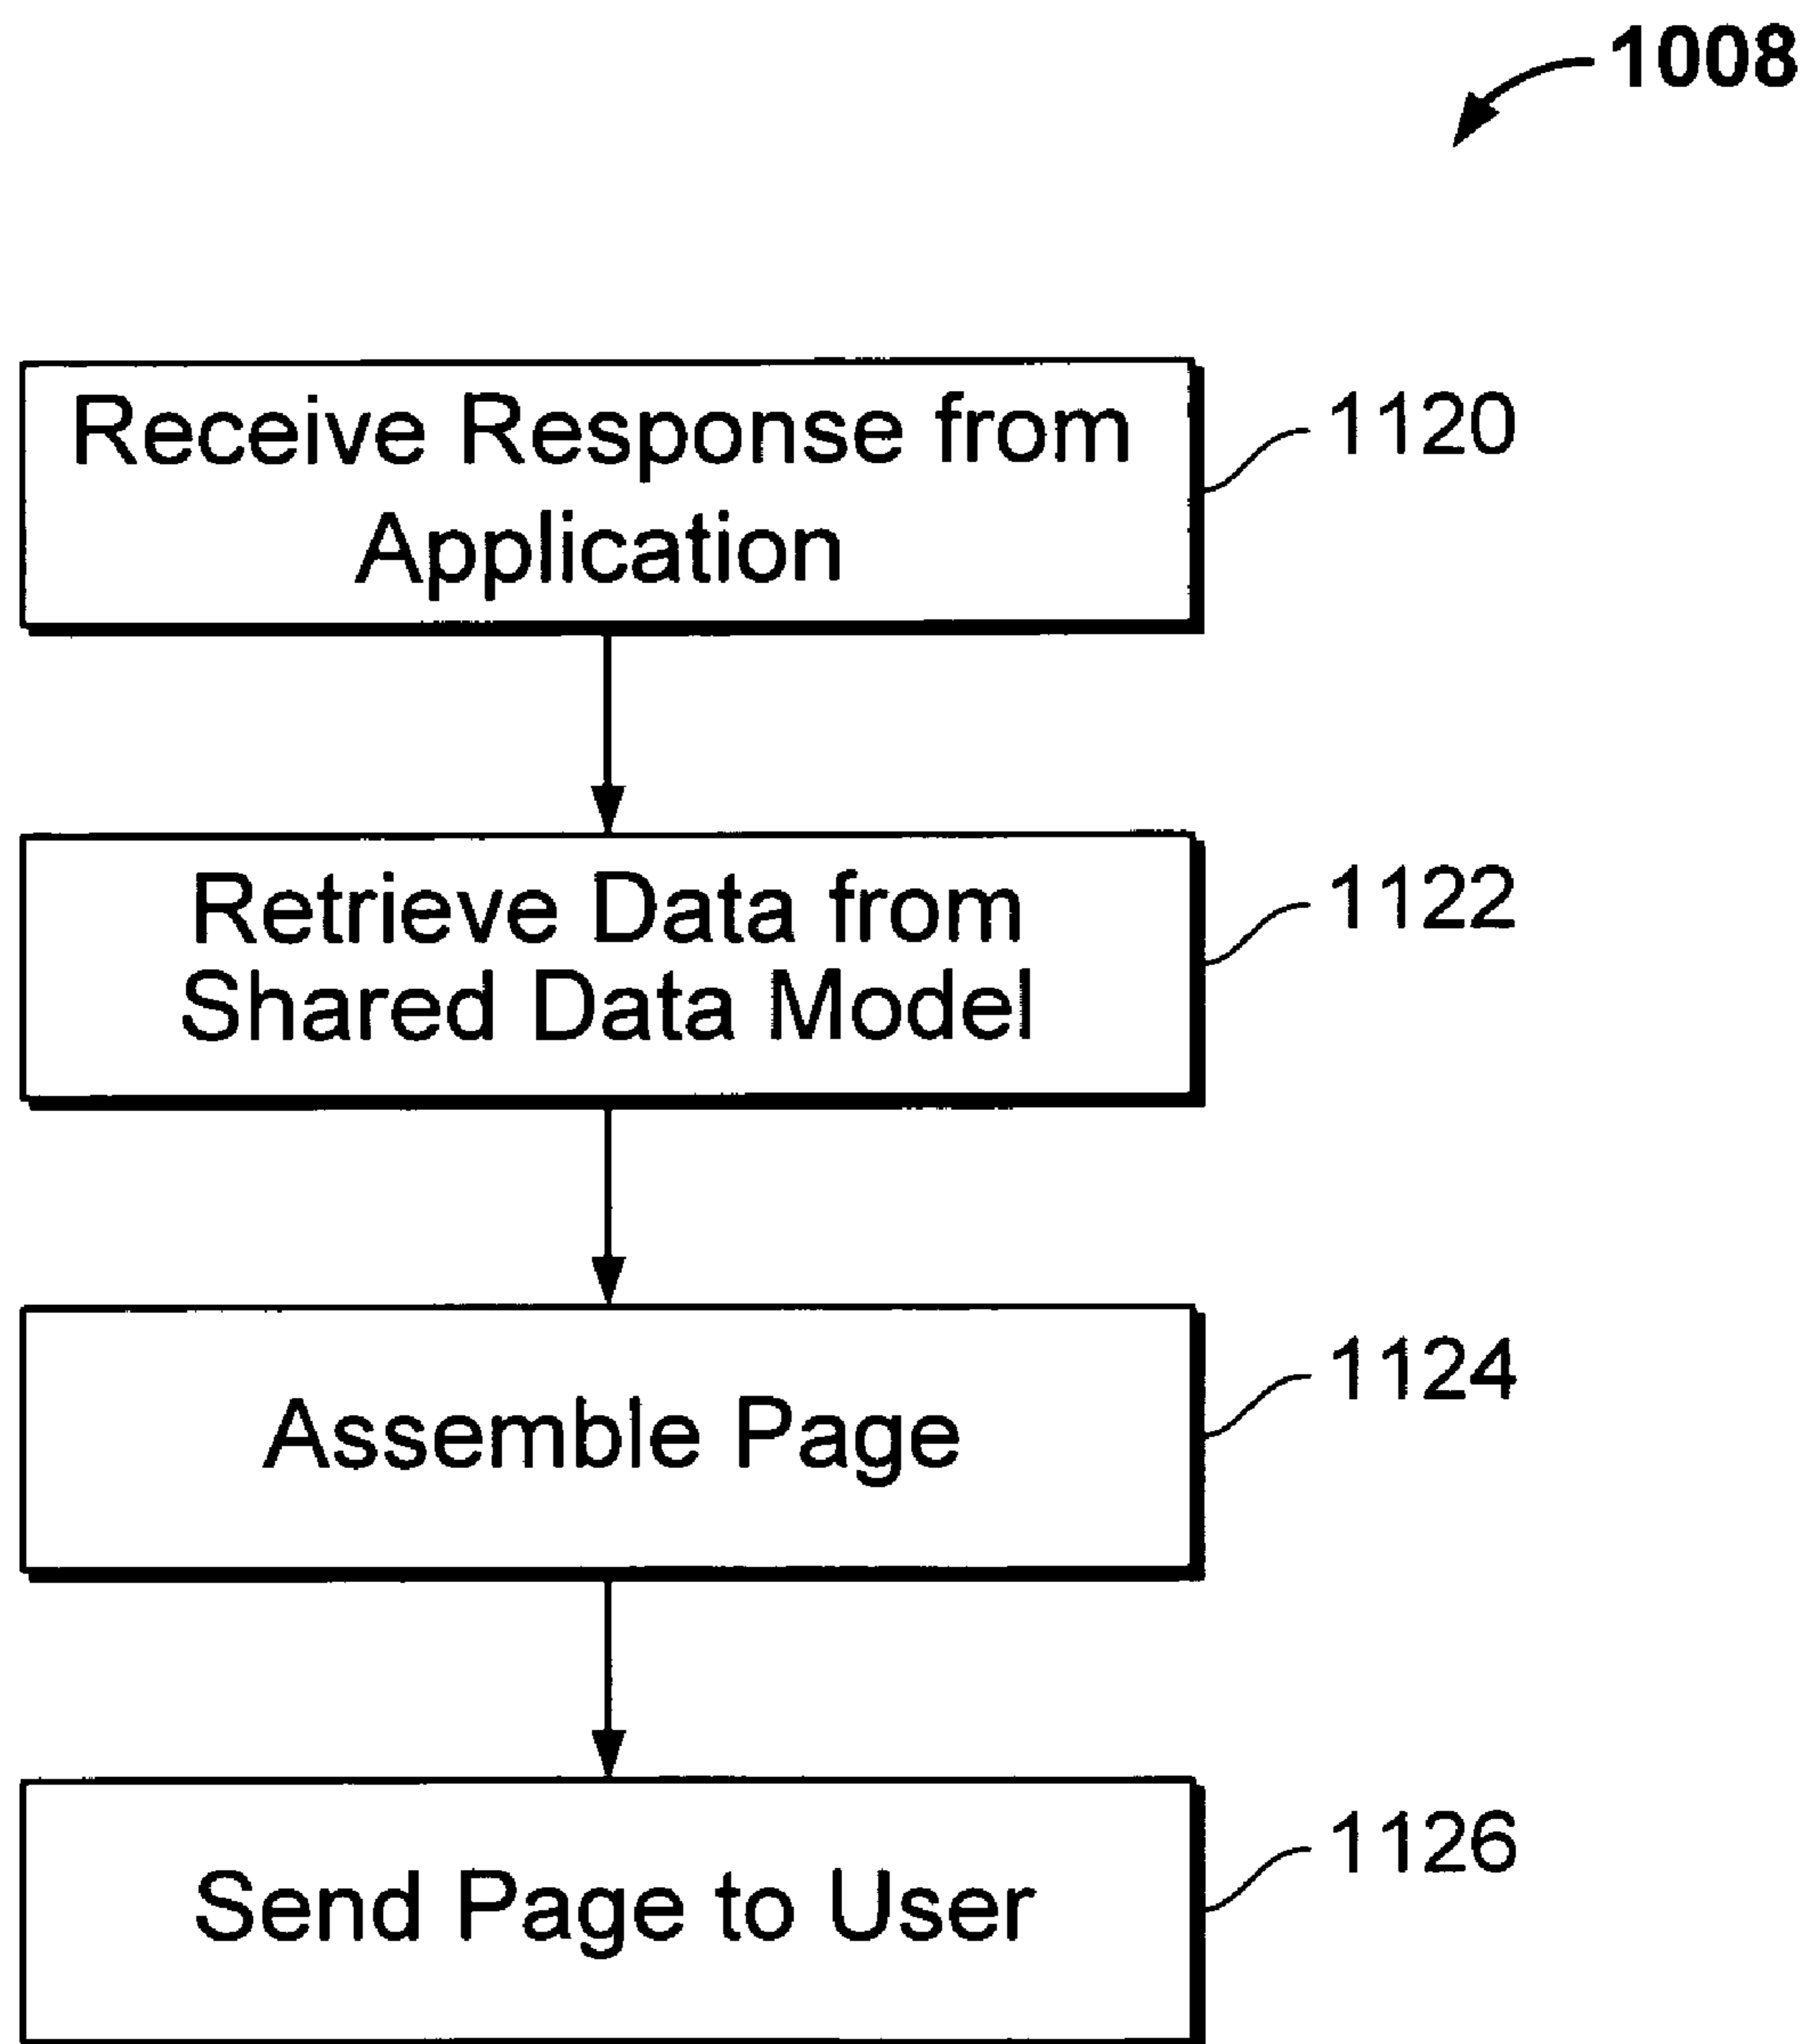 1008
Receive Response from
Application
1120
Retrieve Data from
Shared Data Model
1122
Assemble Page
1124
Send Page to User
1126